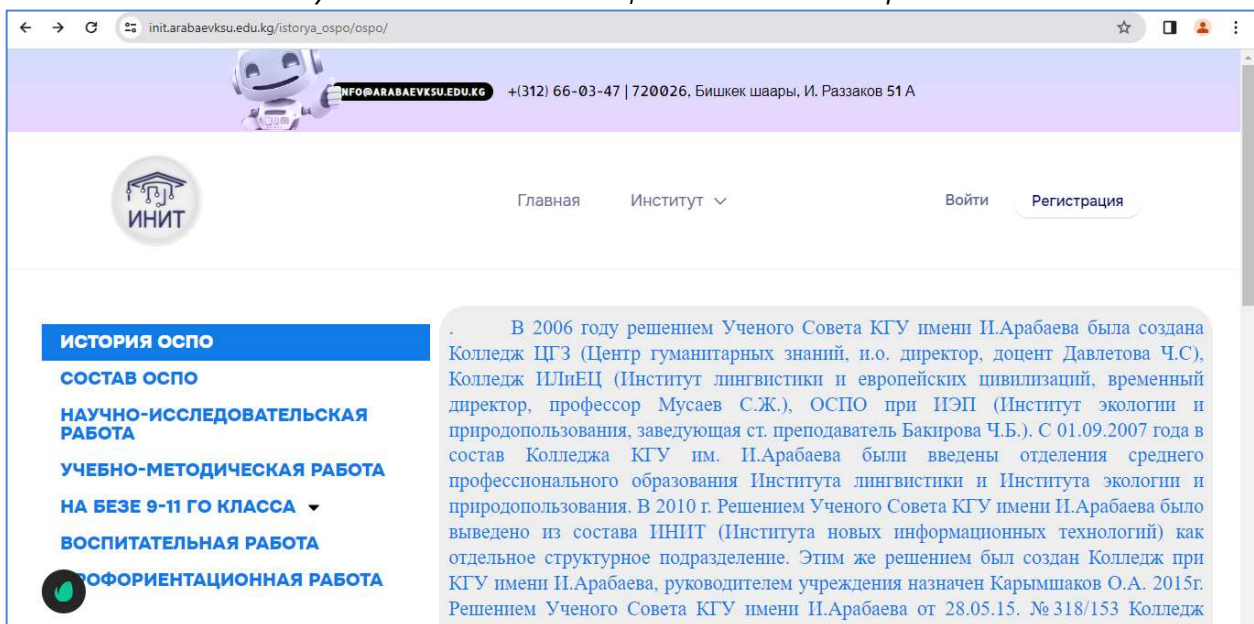 init.arabaevksu.edu.kg/istorya_ospo/ospo/
NFO@ARABAEVKSU.EDU.KG +(312) 66-03-47 | 720026, Бишкек шаары, И. Раззаков 51 А
ИНИТ
Главная Институт Войти Регистрация
ИСТОРИЯ ОСПО
СОСТАВ ОСПО
НАУЧНО-ИССЛЕДОВАТЕЛЬСКАЯ
РАБОТА
УЧЕБНО-МЕТОДИЧЕСКАЯ РАБОТА
НА БЕЗЕ 9-11 ГО КЛАССА
ВОСПИТАТЕЛЬНАЯ РАБОТА
РОФОРИЕНТАЦИОННАЯ РАБОТА
. В 2006 году решением Ученого Совета КГУ имени И.Арабаева была создана
Колледж ЦГЗ (Центр гуманитарных знаний, и.о. директор, доцент Давлетова Ч.С),
Колледж ИЛиЕЦ (Институт лингвистики и европейских цивилизаций, временный
директор, профессор Мусаев С.Ж.), ОСПО при ИЭП (Институт экологии и
природопользования, заведующая ст. преподаватель Бакирова Ч.Б.). С 01.09.2007 года в
состав Колледжа КГУ им. И.Арабаева были введены отделения среднего
профессионального образования Института лингвистики и Института экологии и
природопользования. В 2010 г. Решением Ученого Совета КГУ имени И.Арабаева было
выведено из состава ИНИТ (Института новых информационных технологий) как
отдельное структурное подразделение. Этим же решением был создан Колледж при
КГУ имени И.Арабаева, руководителем учреждения назначен Карымшаков О.А. 2015г.
Решением Ученого Совета КГУ имени И.Арабаева от 28.05.15. № 318/153 Колледж